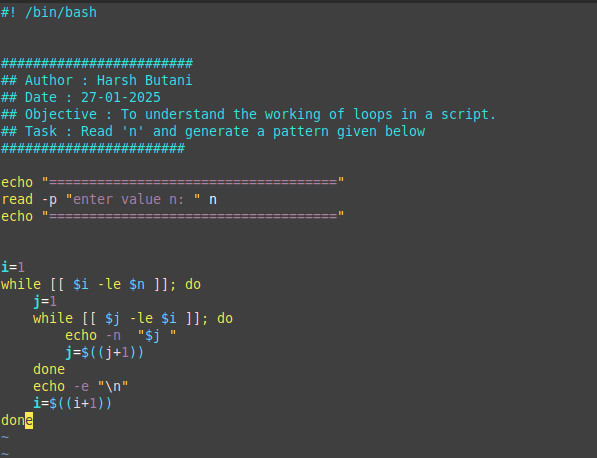 #! /bin/bash
########################
## Author : Harsh Butani
## Date : 27-01-2025
## Objective : To understand the working of loops in a script.
## Task : Read 'n' and generate a pattern given below
#######################
echo "===================================="
read -p "enter value n: " n
echo "===================================="
i=1
while [[ $i -le $n ]]; do
    j=1
    while [[ $j -le $i ]]; do
        echo -n  "$j "
        j=$((j+1))
    done
    echo -e "\n"
    i=$((i+1))
done
~
~